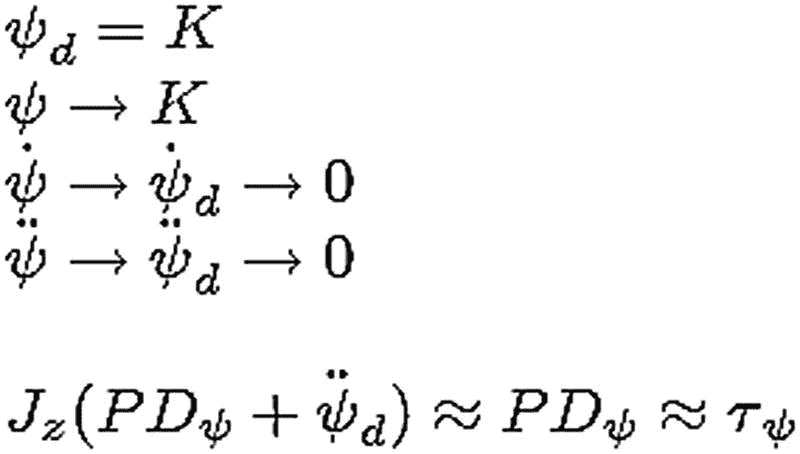 ψ_d = K
ψ → K
ψ̇ → ψ̇_d → 0
ψ̈ → ψ̈_d → 0
J_z(PD_ψ + ψ̈_d) ≈ PD_ψ ≈ τ_ψ